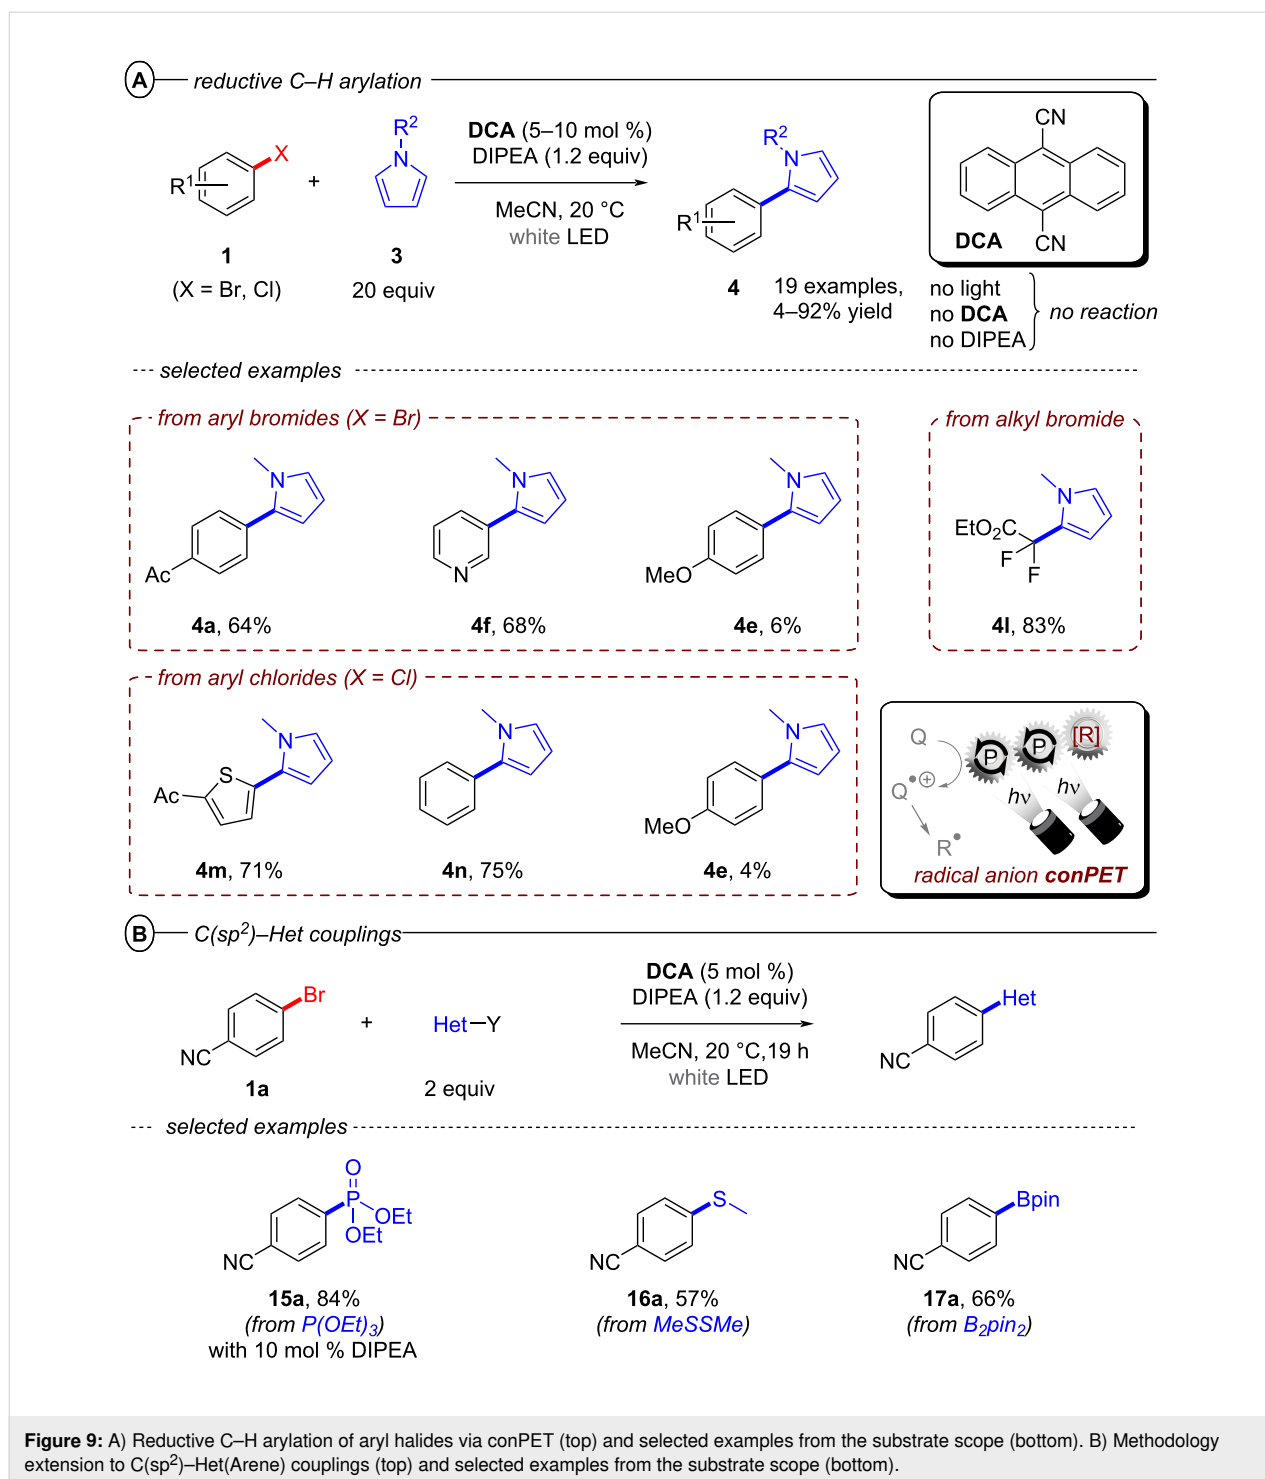 A reductive C–H arylation
X
R¹
1
(X = Br, Cl)
+
R²
N
3
20 equiv
DCA (5–10 mol %)
DIPEA (1.2 equiv)
MeCN, 20 °C
white LED
R²
N
R¹
4
19 examples,
4–92% yield
CN
DCA
CN
no light
no DCA
no DIPEA
no reaction
selected examples
from aryl bromides (X = Br)
N
Ac
4a, 64%
N
N
4f, 68%
N
MeO
4e, 6%
from alkyl bromide
N
EtO₂C
F
F
4l, 83%
from aryl chlorides (X = Cl)
N
S
Ac
4m, 71%
N
4n, 75%
N
MeO
4e, 4%
Q
P
P
[R]
Q•⊕
hν
hν
R•
radical anion conPET
B C(sp²)–Het couplings
Br
NC
1a
+
Het–Y
2 equiv
DCA (5 mol %)
DIPEA (1.2 equiv)
MeCN, 20 °C,19 h
white LED
Het
NC
selected examples
O
P
OEt
OEt
NC
15a, 84%
(from P(OEt)₃)
with 10 mol % DIPEA
S
NC
16a, 57%
(from MeSSMe)
Bpin
NC
17a, 66%
(from B₂pin₂)
Figure 9: A) Reductive C–H arylation of aryl halides via conPET (top) and selected examples from the substrate scope (bottom). B) Methodology
extension to C(sp²)–Het(Arene) couplings (top) and selected examples from the substrate scope (bottom).